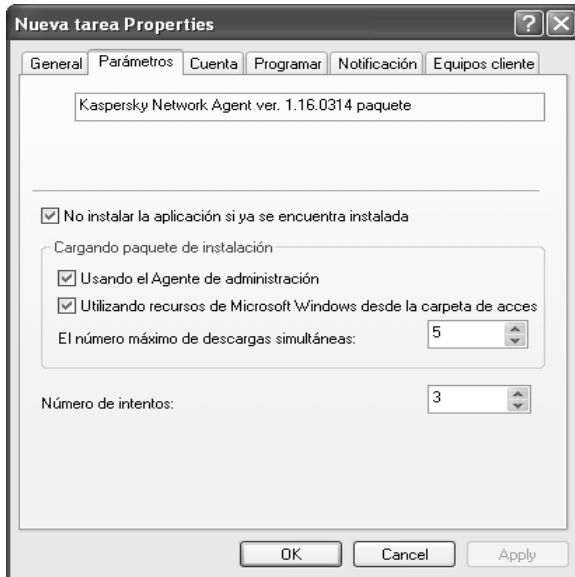 Nueva tarea Properties
General Parámetros Cuenta Programar Notificación Equipos cliente
Kaspersky Network Agent ver. 1.16.0314 paquete
No instalar la aplicación si ya se encuentra instalada
Cargando paquete de instalación
Usando el Agente de administración
Utilizando recursos de Microsoft Windows desde la carpeta de acces
El número máximo de descargas simultáneas: 5
Número de intentos: 3
OK Cancel Apply